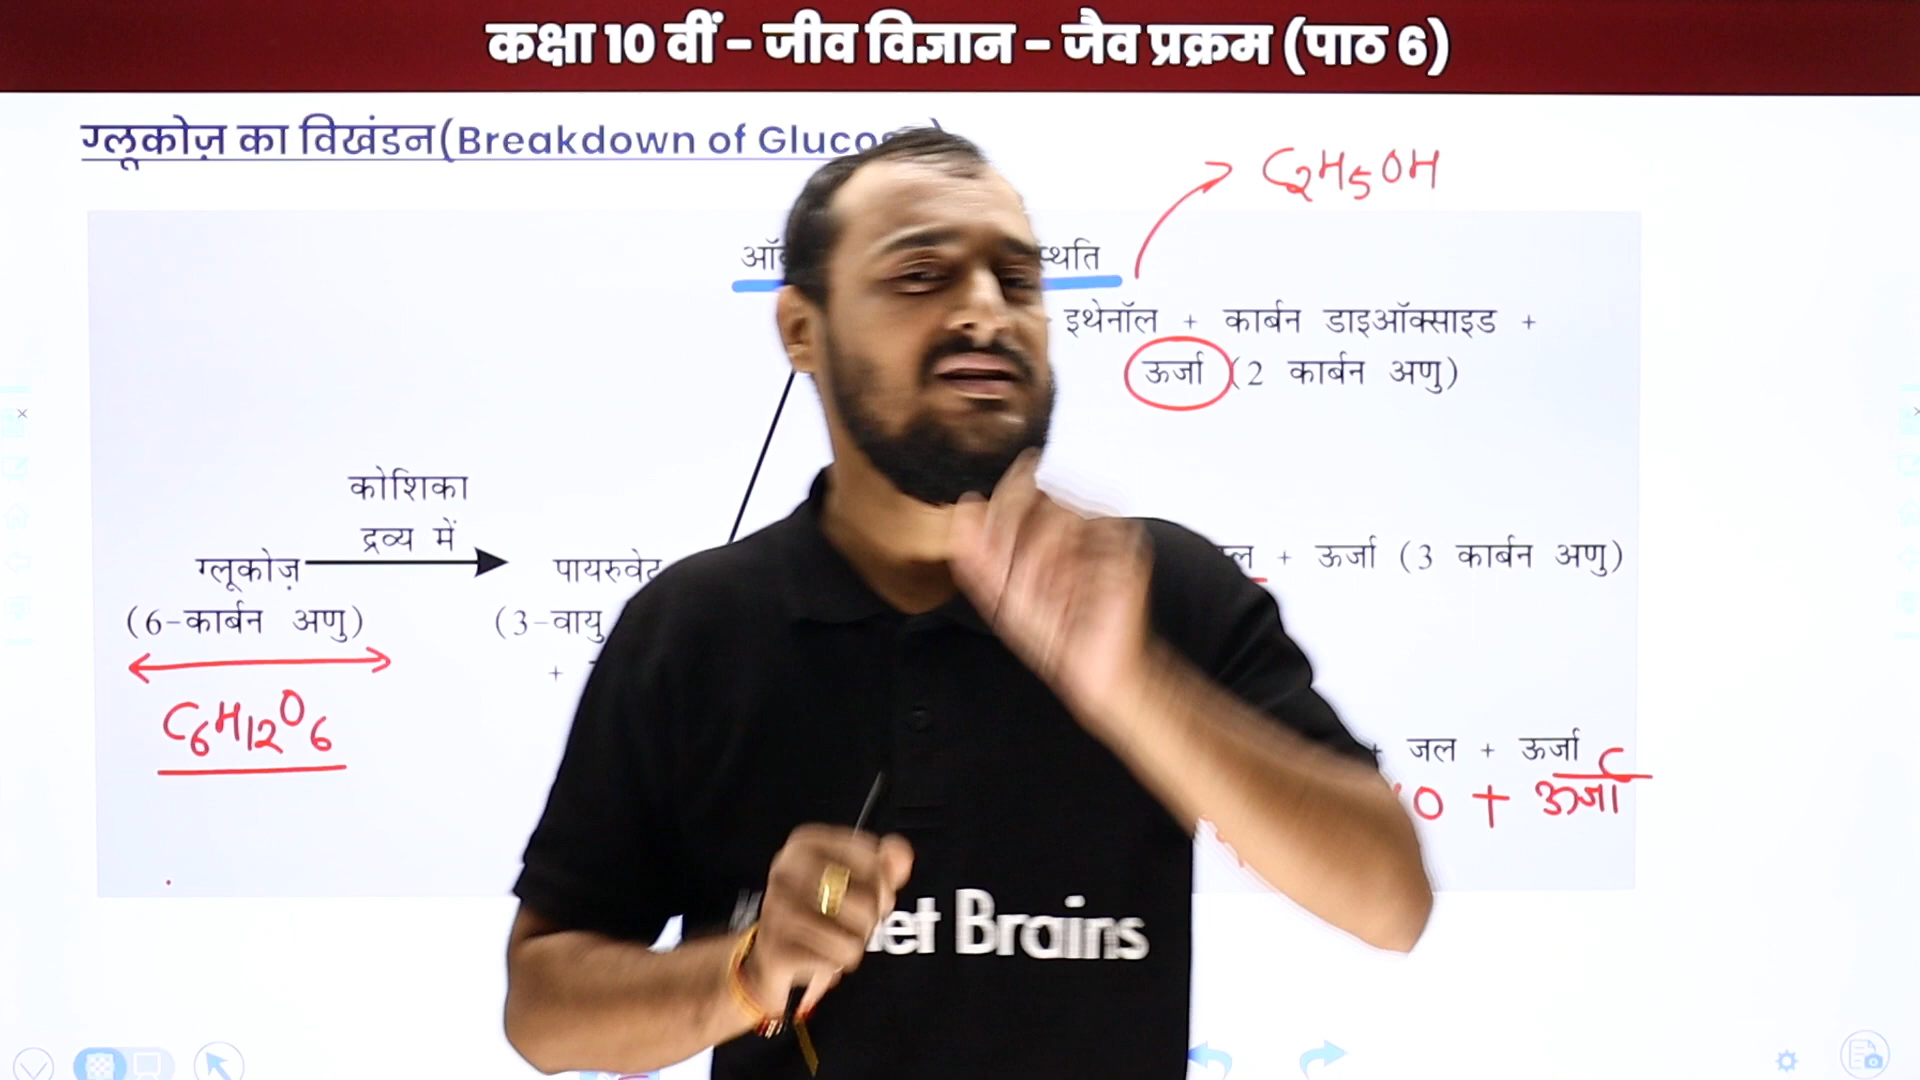 कक्षा 10 वीं - जीव विज्ञान - जैव प्रक्रम (पाठ 6)
ग्लूकोज़ का विखंडन(Breakdown of
C2H5OH
इथेनॉल + कार्बन डाइऑक्साइड +
ऊर्जा (2 कार्बन अणु)
कोशिका
द्रव्य में
ग्लूकोज़
पायरुवेट
+ ऊर्जा (3 कार्बन अणु)
(6-कार्बन अणु)
(3-वायु
+
C6H12O6
+ जल + ऊर्जा
O + ऊर्जा
Brains